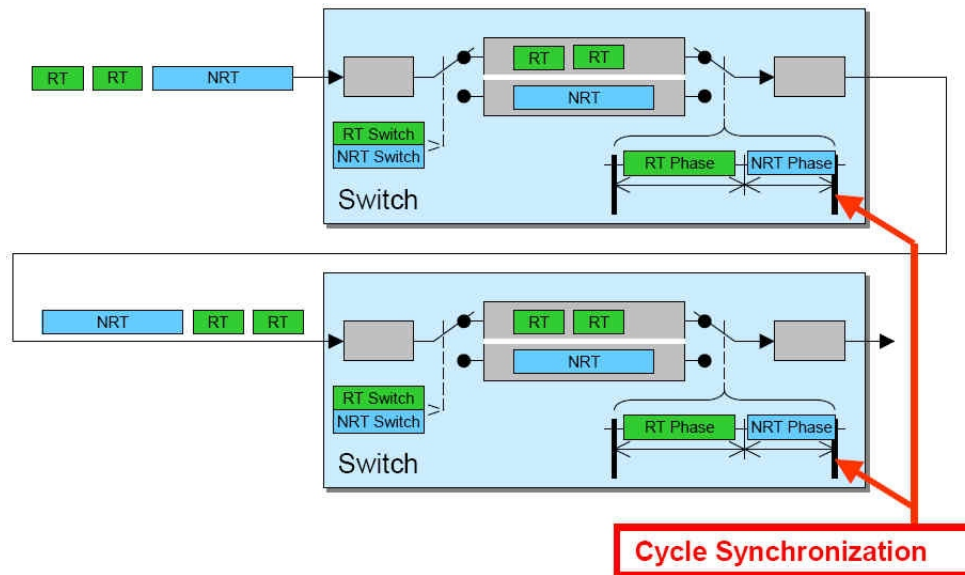 RT RT NRT
RT RT
NRT
RT Switch
NRT Switch
RT Phase NRT Phase
Switch
NRT RT RT
RT RT
NRT
RT Switch
NRT Switch
RT Phase NRT Phase
Switch
Cycle Synchronization